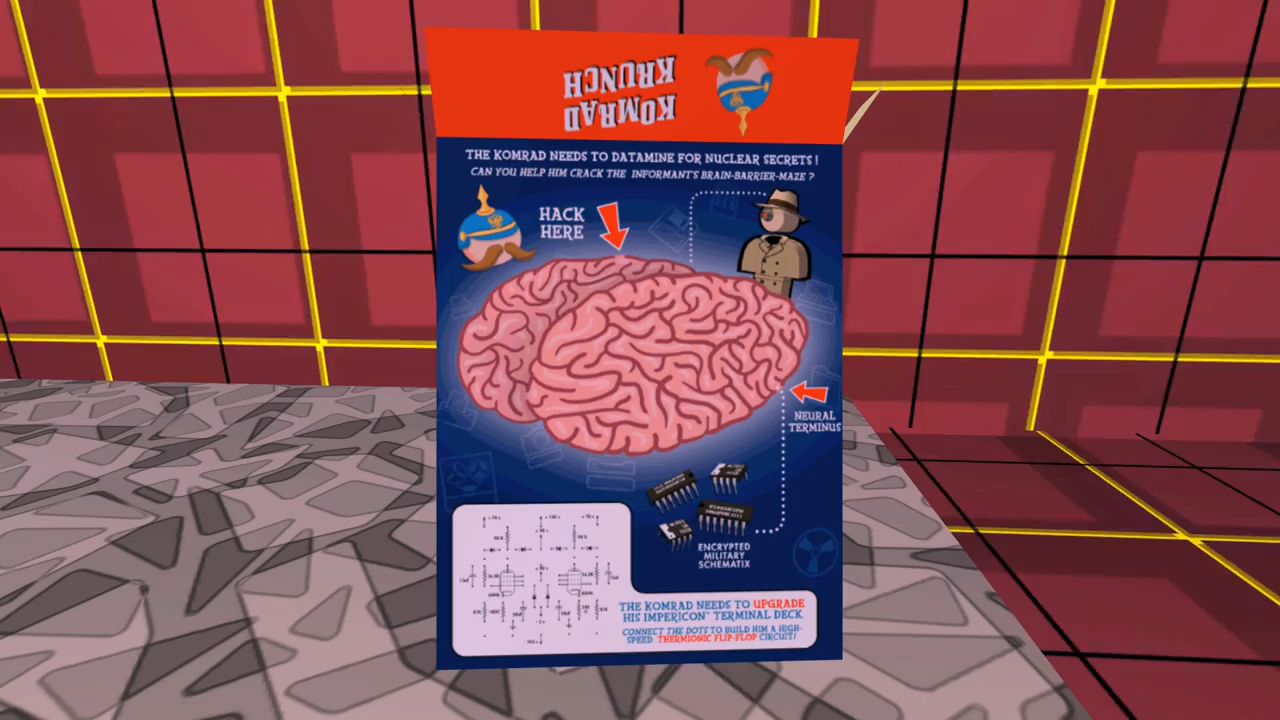 KOMRAD
KRUNCH
THE KOMRAD NEEDS TO DATAMINE FOR NUCLEAR SECRETS !
CAN YOU HELP HIM CRACK THE INFORMANT'S BRAIN-BARRIER-MAZE ?
HACK
HERE
NEURAL
TERMINUS
ENCRYPTED
MILITARY
SCHEMATIX
THE KOMRAD NEEDS TO UPGRADE
HIS IMPERICON™ TERMINAL DECK.
CONNECT THE DOTS TO BUILD HIM A HIGH-
SPEED THERMIONIC FLIP-FLOP CIRCUIT!